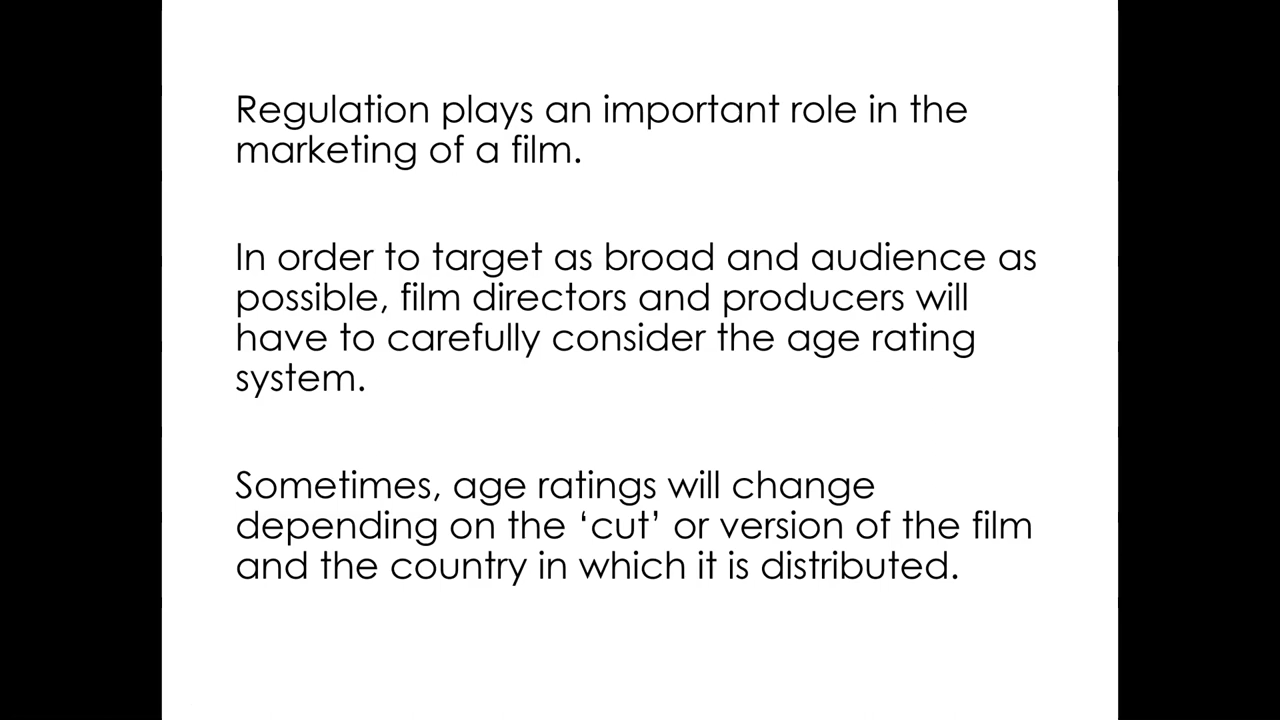 Regulation plays an important role in the
marketing of a film.
In order to target as broad and audience as
possible, film directors and producers will
have to carefully consider the age rating
system.
Sometimes, age ratings will change
depending on the ‘cut’ or version of the film
and the country in which it is distributed.